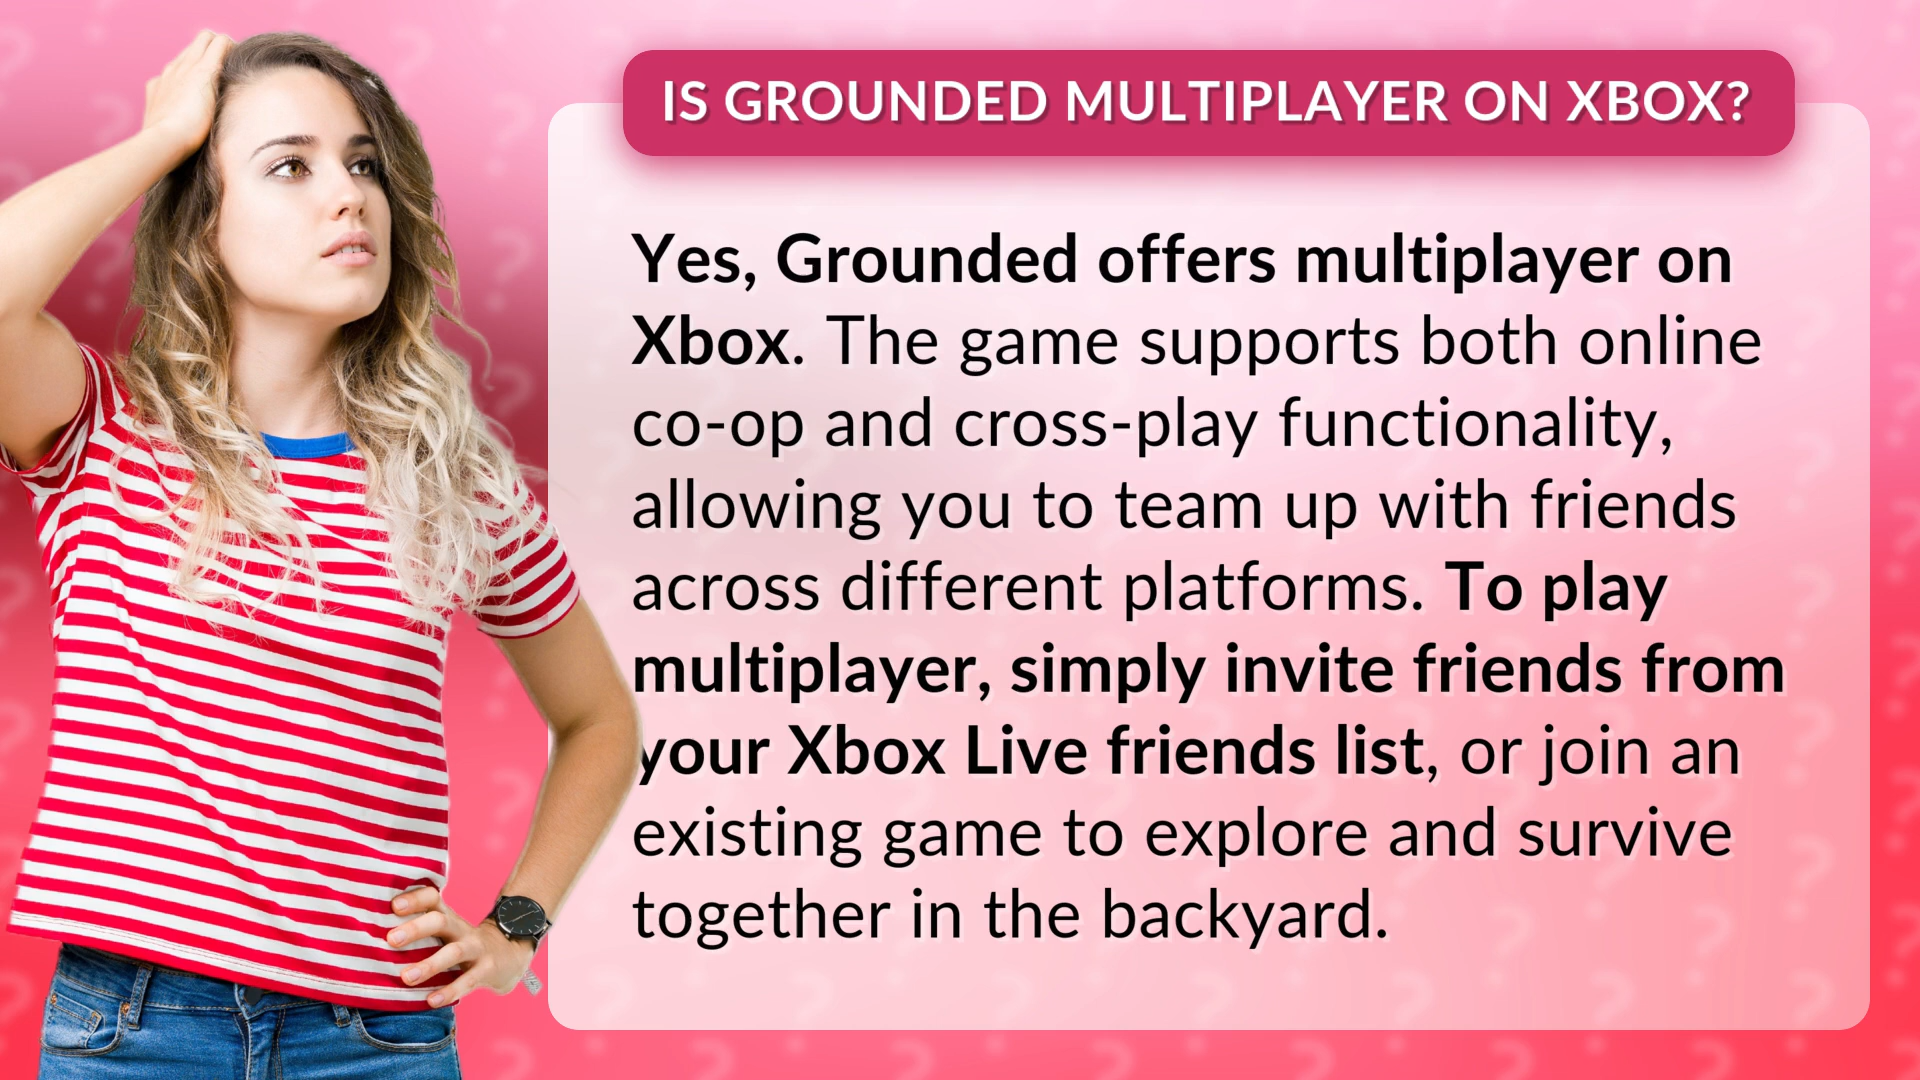 IS GROUNDED MULTIPLAYER ON XBOX?
Yes, Grounded offers multiplayer on
Xbox. The game supports both online
co-op and cross-play functionality,
allowing you to team up with friends
across different platforms. To play
multiplayer, simply invite friends from
your Xbox Live friends list, or join an
existing game to explore and survive
together in the backyard.